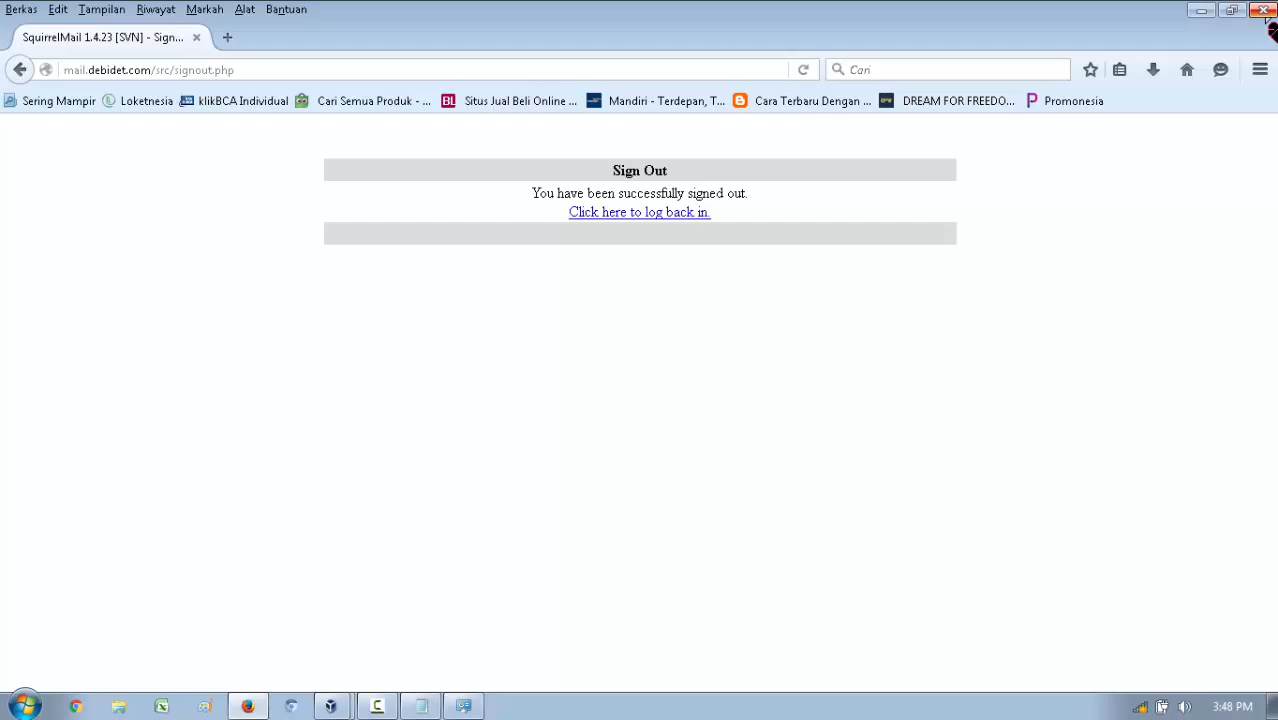 Berkas Edit Tampilan Riwayat Markah Alat Bantuan
SquirrelMail 1.4.23 [SVN] - Sign...
mail.debidet.com/src/signout.php
Cari
Sering Mampir Loketnesia klikBCA Individual Cari Semua Produk - ... BL Situs Jual Beli Online ... Mandiri - Terdepan, T... Cara Terbaru Dengan ... DREAM FOR FREEDO... Promonesia
Sign Out
You have been successfully signed out.
Click here to log back in.
3:48 PM